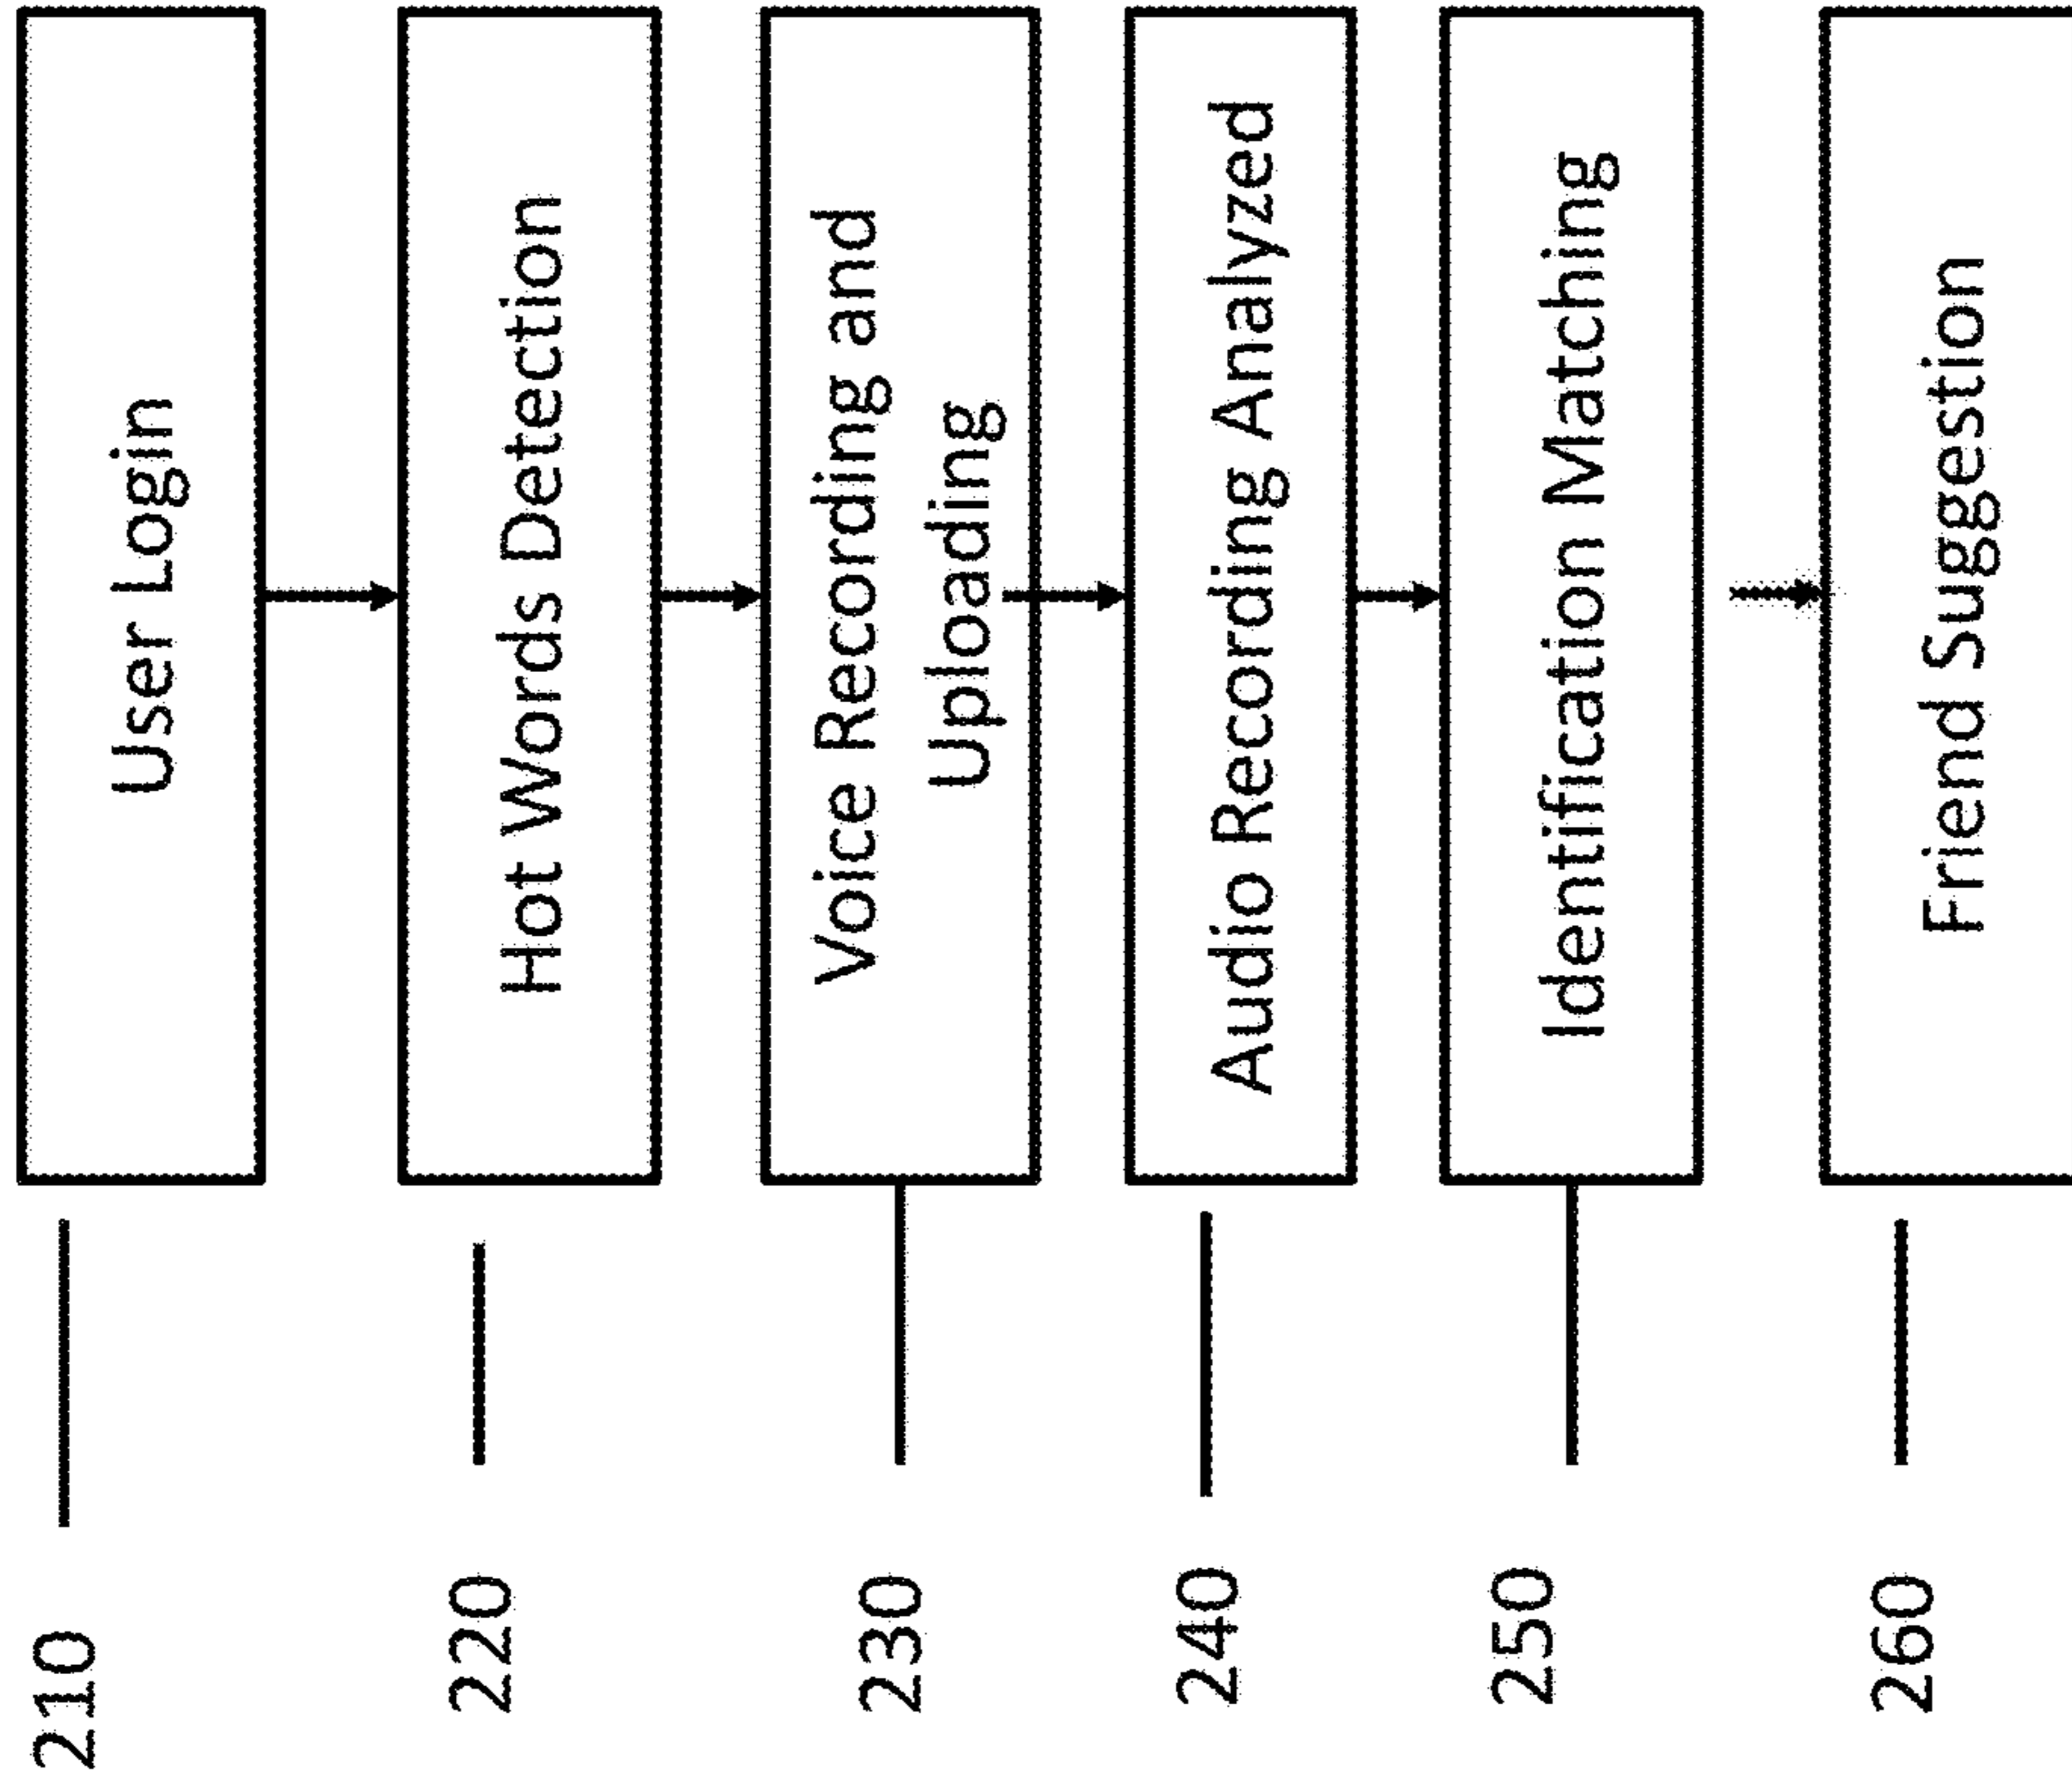 210
User Login
220
Hot Words Detection
230
Voice Recording and
Uploading
240
Audio Recording Analyzed
250
Identification Matching
260
Friend Suggestion